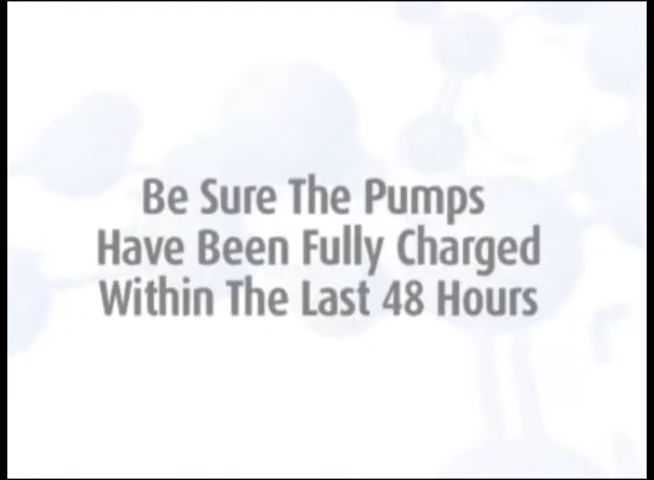 Be Sure The Pumps
Have Been Fully Charged
Within The Last 48 Hours